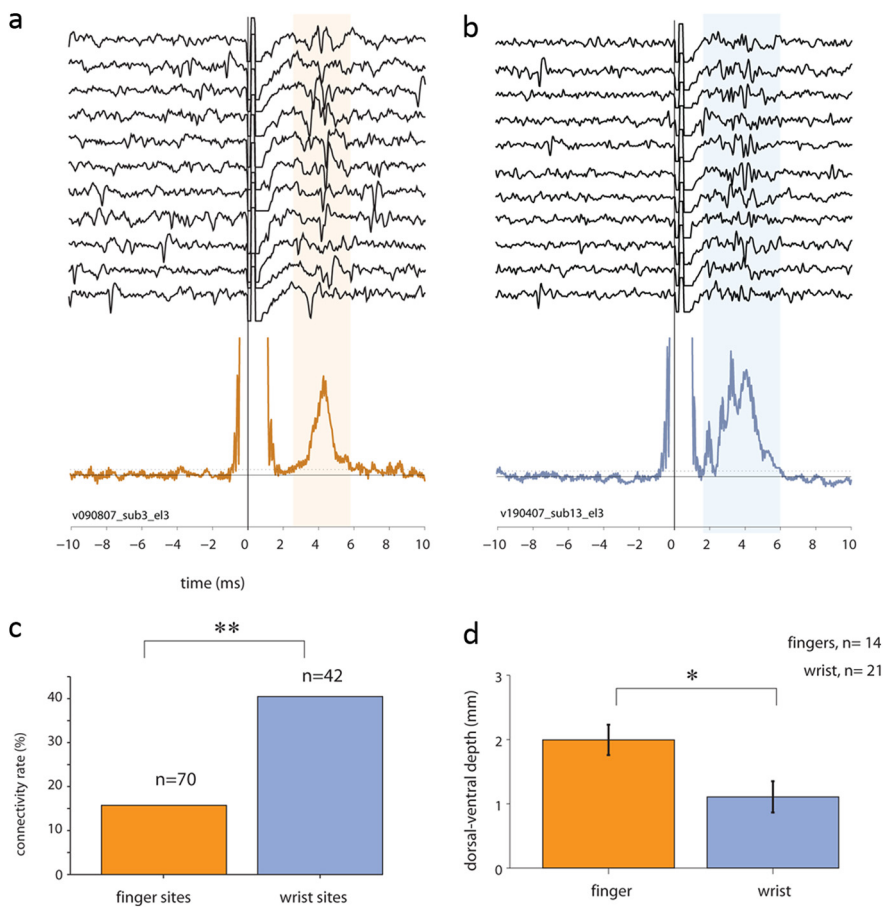 a
b
v090807_sub3_el3
v190407_sub13_el3
−10 −8 −6 −4 −2 0 2 4 6 8 10
−10 −8 −6 −4 −2 0 2 4 6 8 10
time (ms)
c
**
n=42
n=70
connectivity rate (%)
40
30
20
10
0
finger sites wrist sites
d
fingers, n= 14
wrist, n= 21
*
dorsal-ventral depth (mm)
3
2
1
0
finger wrist